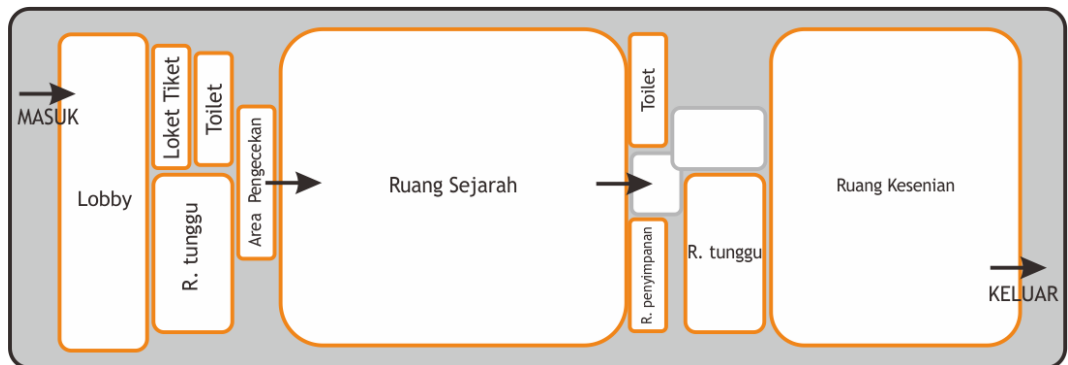 MASUK
Lobby
Loket Tiket
Toilet
R. tunggu
Area Pengecekan
Ruang Sejarah
Toilet
R. penyimpanan
R. tunggu
Ruang Kesenian
KELUAR